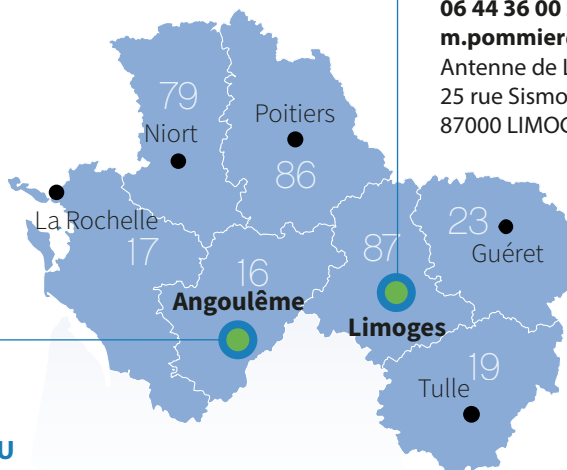 06 44 36 00
m.pommier
Antenne de L
25 rue Sismo
87000 LIMOG
79
Niort
Poitiers
86
La Rochelle
17
16
Angoulême
87
Limoges
23
Guéret
19
Tulle
U